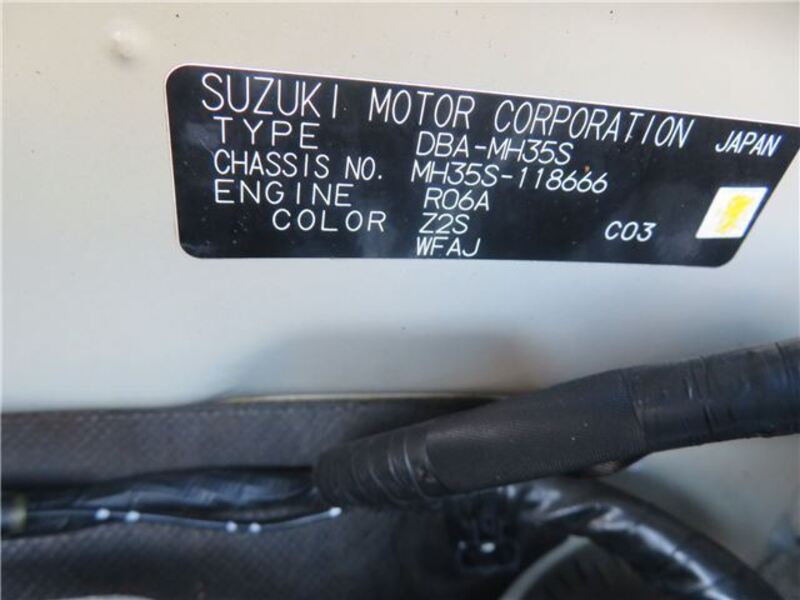 SUZUKI MOTOR CORPORATION JAPAN
TYPE DBA-MH35S
CHASSIS NO. MH35S-118666
ENGINE R06A
COLOR Z2S C03
WFAJ